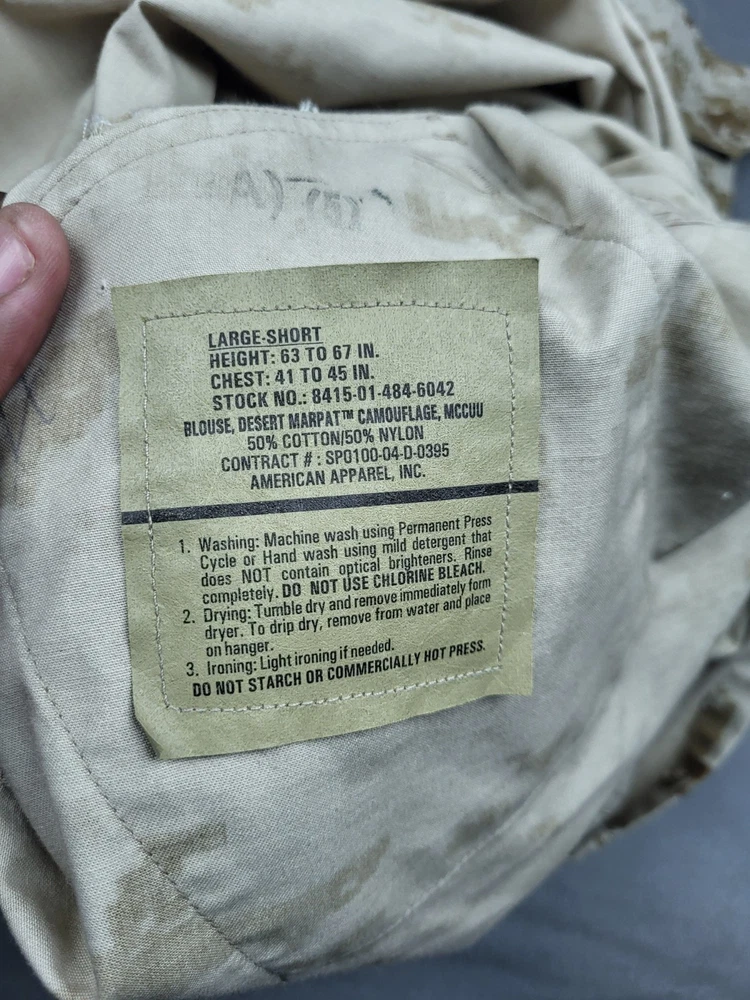 LARGE-SHORT
HEIGHT: 63 TO 67 IN.
CHEST: 41 TO 45 IN.
STOCK NO.: 8415-01-484-6042
BLOUSE, DESERT MARPAT™ CAMOUFLAGE, MCCUU
50% COTTON/50% NYLON
CONTRACT # : SP0100-04-D-0395
AMERICAN APPAREL, INC.
1. Washing: Machine wash using Permanent Press
Cycle or Hand wash using mild detergent that
does NOT contain optical brighteners. Rinse
completely. DO NOT USE CHLORINE BLEACH.
2. Drying: Tumble dry and remove immediately form
dryer. To drip dry, remove from water and place
on hanger.
3. Ironing: Light ironing if needed.
DO NOT STARCH OR COMMERCIALLY HOT PRESS.